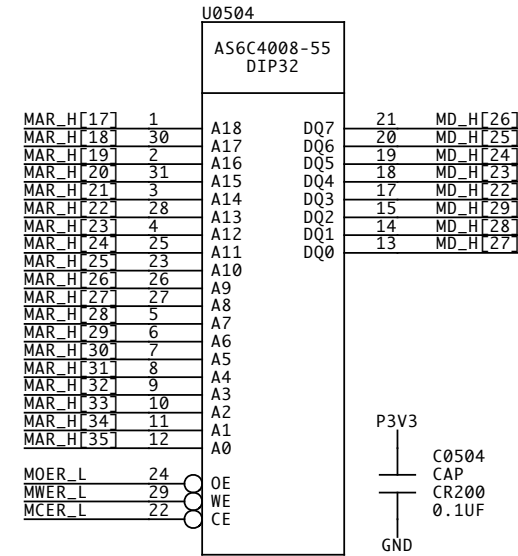 U0504
AS6C4008-55
DIP32
MAR_H[17] 1 A18 DQ7 21 MD_H[26]
MAR_H[18] 30 A17 DQ6 20 MD_H[25]
MAR_H[19] 2 A16 DQ5 19 MD_H[24]
MAR_H[20] 31 A15 DQ4 18 MD_H[23]
MAR_H[21] 3 A14 DQ3 17 MD_H[22]
MAR_H[22] 28 A13 DQ2 15 MD_H[29]
MAR_H[23] 4 A12 DQ1 14 MD_H[28]
MAR_H[24] 25 A11 DQ0 13 MD_H[27]
MAR_H[25] 23 A10
MAR_H[26] 26 A9
MAR_H[27] 27 A8
MAR_H[28] 5 A7
MAR_H[29] 6 A6
MAR_H[30] 7 A5
MAR_H[31] 8 A4
MAR_H[32] 9 A3
MAR_H[33] 10 A2
MAR_H[34] 11 A1
MAR_H[35] 12 A0
MOER_L 24 OE
MWER_L 29 WE
MCER_L 22 CE
P3V3
C0504
CAP
CR200
0.1UF
GND